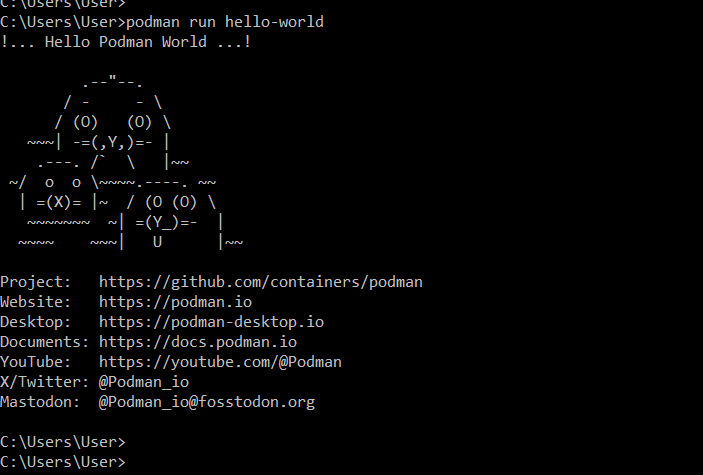 C:\Users\User>
C:\Users\User>podman run hello-world
!... Hello Podman World ...!

         .--"--.
       / -     - \
      / (O)   (O) \
   ~~~| -=(,Y,)=- |
    .---. /`  \   |~~
 ~/  o  o \~~~~.----. ~~
  | =(X)= |~  / (O (O) \
   ~~~~~~~  ~| =(Y_)=-  |
  ~~~~    ~~~|   U      |~~

Project:   https://github.com/containers/podman
Website:   https://podman.io
Desktop:   https://podman-desktop.io
Documents: https://docs.podman.io
YouTube:   https://youtube.com/@Podman
X/Twitter: @Podman_io
Mastodon:  @Podman_io@fosstodon.org

C:\Users\User>
C:\Users\User>